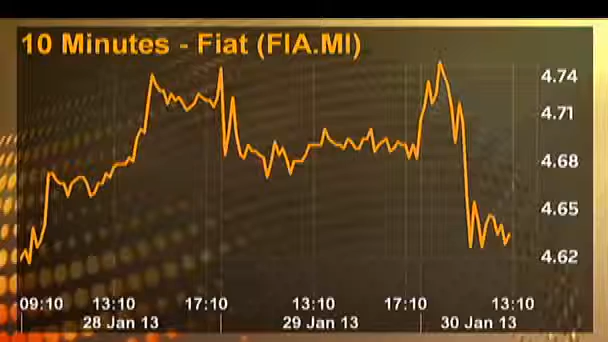 10 Minutes - Fiat (FIA.MI)
4.74
4.71
4.68
4.65
4.62
09:10 13:10 17:10 13:10 17:10 13:10
28 Jan 13 29 Jan 13 30 Jan 13